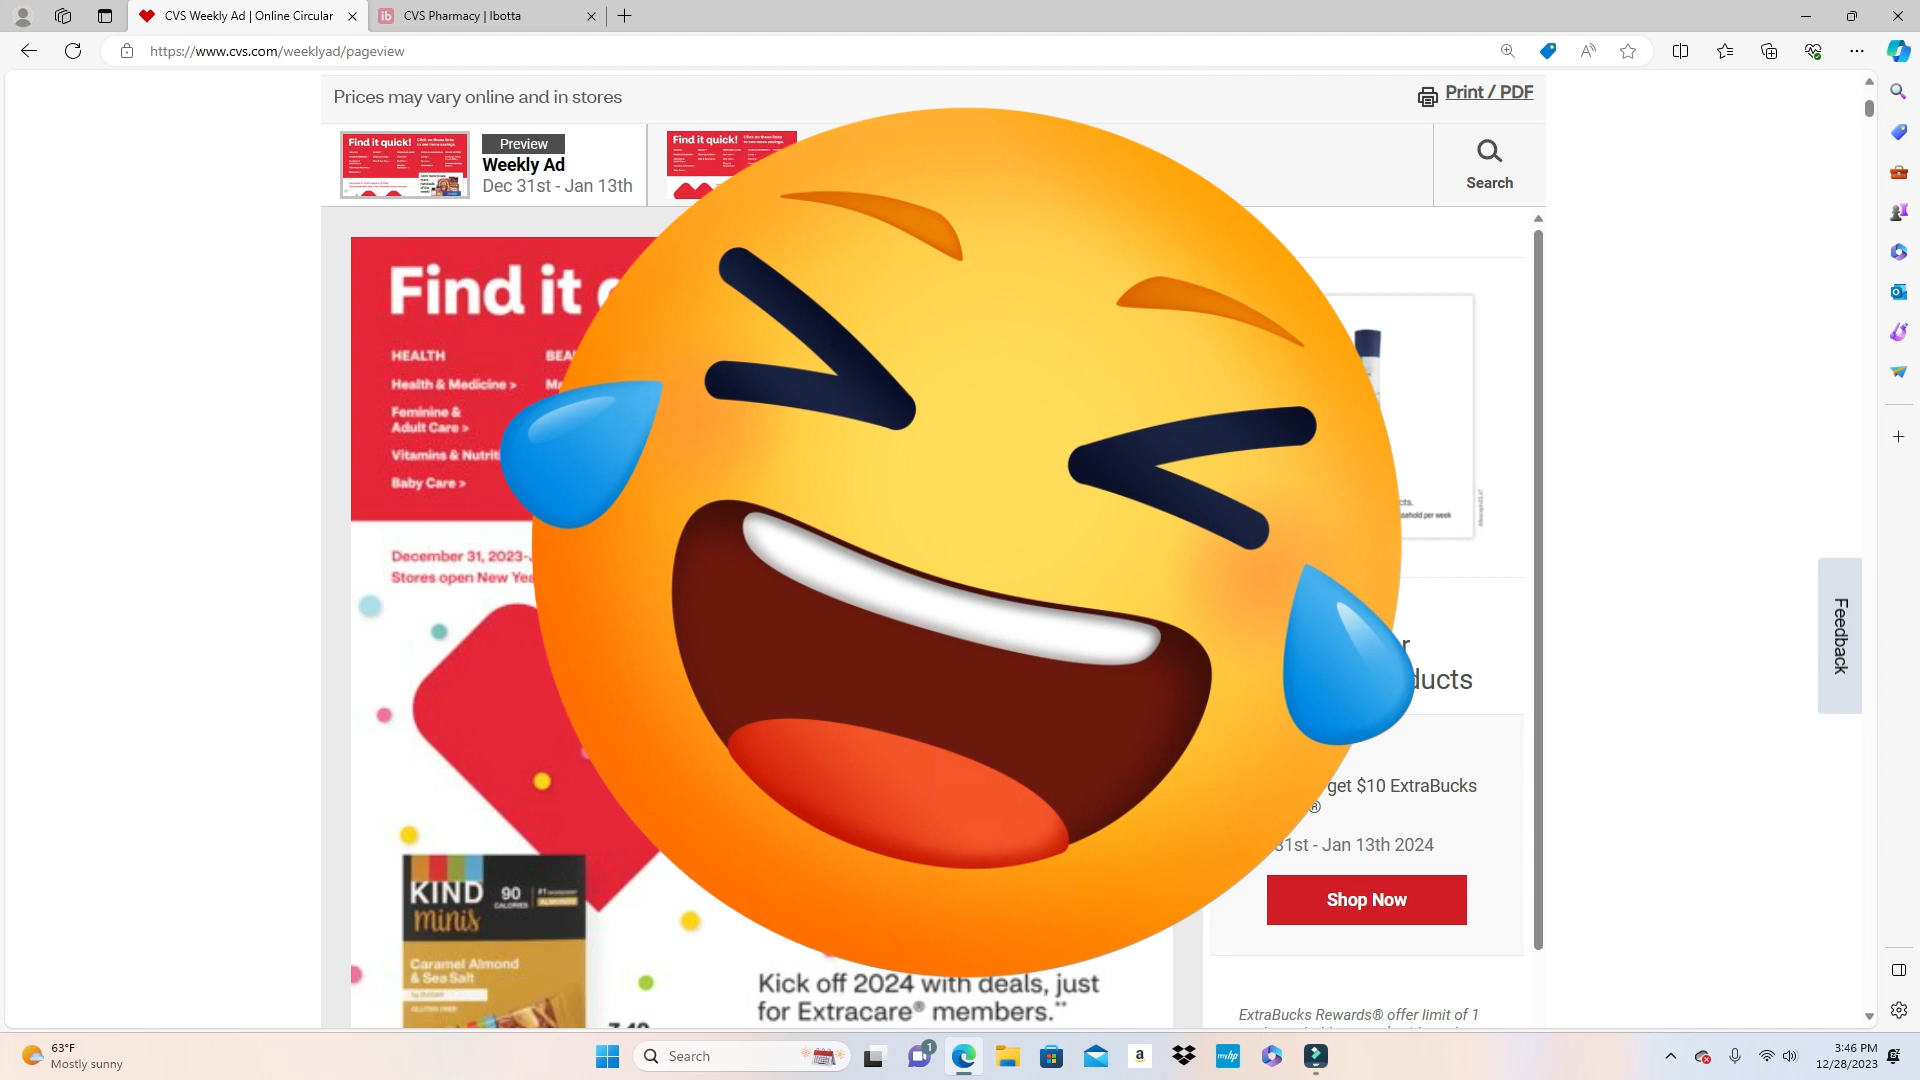 CVS Weekly Ad | Online Circular
CVS Pharmacy | Ibotta
https://www.cvs.com/weeklyad/pageview
Prices may vary online and in stores
Print / PDF
Find it quick!
Preview
Weekly Ad
Dec 31st - Jan 13th
Find it quick!
Search
Find it
HEALTH
Health & Medicine >
Feminine &
Adult Care >
Vitamins &
Baby Care >
December 31, 2023-
Stores open New
KIND
minis
90
CALORIES
Caramel Almond
& Sea Salt
Kick off 2024 with deals, just
for Extracare® members.**
per week
get $10 ExtraBucks
®
31st - Jan 13th 2024
Shop Now
ExtraBucks Rewards® offer limit of 1
Feedback
63°F
Mostly sunny
Search
1
a
myhp
3:46 PM
12/28/2023